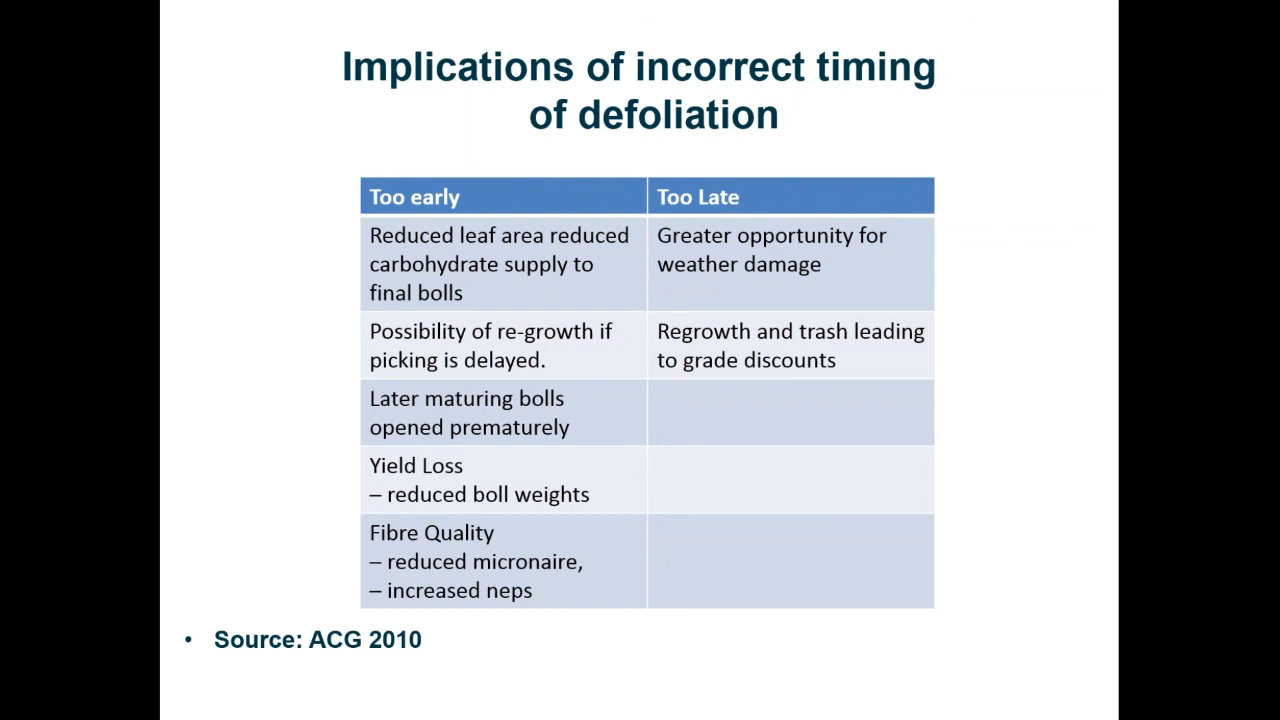 Implications of incorrect timing
of defoliation
Too early
Too Late
Reduced leaf area reduced
carbohydrate supply to
final bolls
Greater opportunity for
weather damage
Possibility of re-growth if
picking is delayed.
Regrowth and trash leading
to grade discounts
Later maturing bolls
opened prematurely
Yield Loss
– reduced boll weights
Fibre Quality
– reduced micronaire,
– increased neps
• Source: ACG 2010